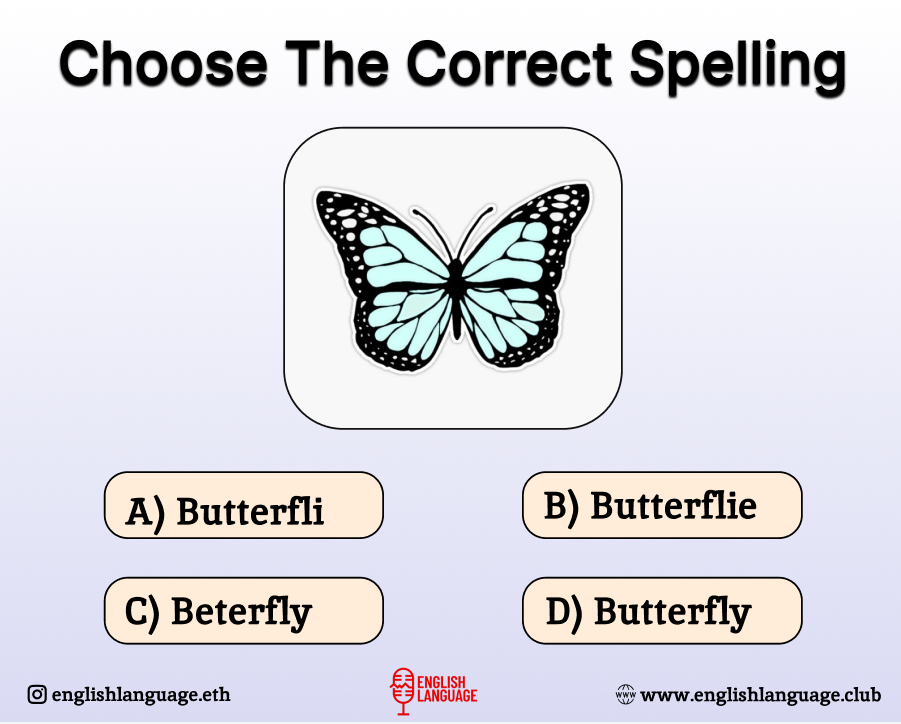 Choose The Correct Spelling
A) Butterfli
B) Butterflie
C) Beterfly
D) Butterfly
englishlanguage.eth
ENGLISH
LANGUAGE
www.englishlanguage.club